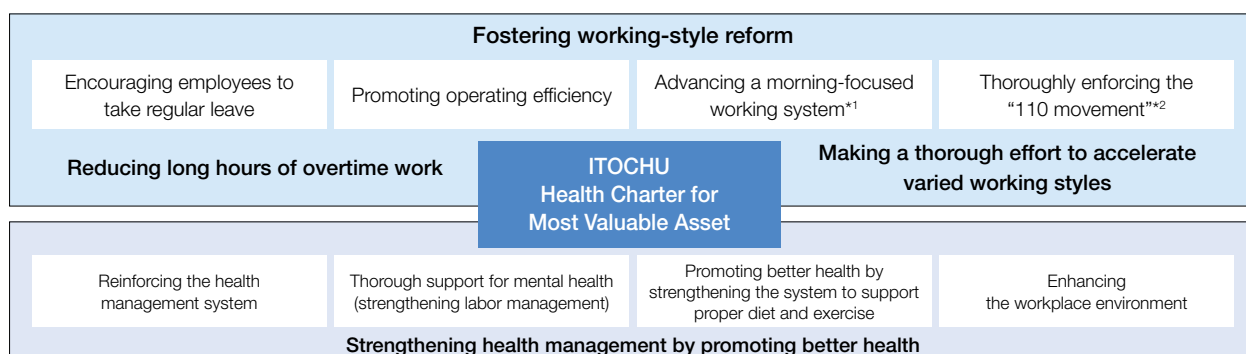 Fostering working-style reform
Encouraging employees to
take regular leave
Promoting operating efficiency
Advancing a morning-focused
working system*1
Thoroughly enforcing the
“110 movement”*2
Reducing long hours of overtime work
ITOCHU
Health Charter for
Most Valuable Asset
Making a thorough effort to accelerate
varied working styles
Reinforcing the health
management system
Thorough support for mental health
(strengthening labor management)
Promoting better health by
strengthening the system to support
proper diet and exercise
Enhancing
the workplace environment
Strengthening health management by promoting better health